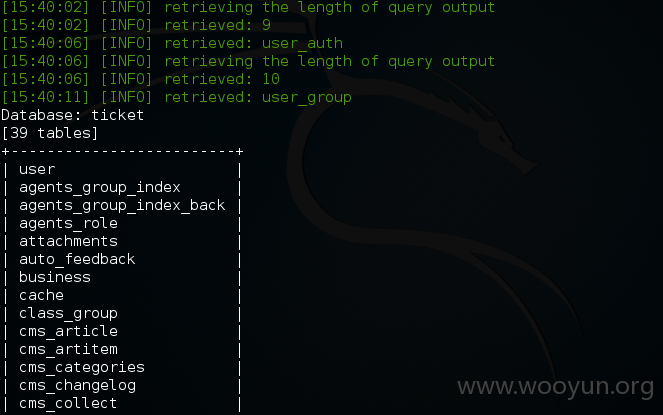 [15:40:02] [INFO] retrieving the length of query output
[15:40:02] [INFO] retrieved: 9
[15:40:06] [INFO] retrieved: user_auth
[15:40:06] [INFO] retrieving the length of query output
[15:40:06] [INFO] retrieved: 10
[15:40:11] [INFO] retrieved: user_group
Database: ticket
[39 tables]
+-------------------------+
| user |
| agents_group_index |
| agents_group_index_back |
| agents_role |
| attachments |
| auto_feedback |
| business |
| cache |
| class_group |
| cms_article |
| cms_artitem |
| cms_categories |
| cms_changelog |
| cms_collect |
www.wooyun.org